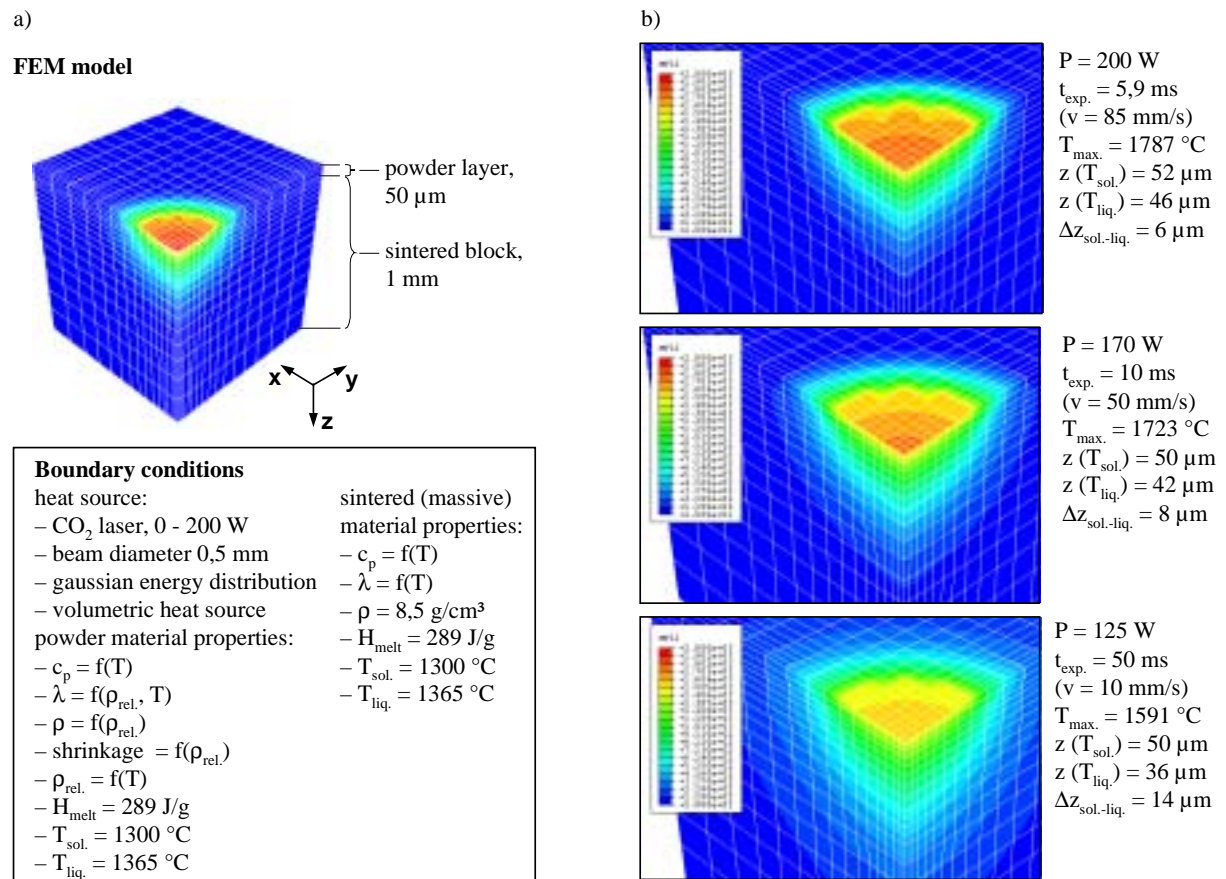 a)
FEM model
powder layer,
50 µm
sintered block,
1 mm
x
y
z
Boundary conditions
heat source:
– CO₂ laser, 0 - 200 W
– beam diameter 0,5 mm
– gaussian energy distribution
– volumetric heat source
powder material properties:
– cₚ = f(T)
– λ = f(ρrel., T)
– ρ = f(ρrel.)
– shrinkage = f(ρrel.)
– ρrel. = f(T)
– Hmelt = 289 J/g
– Tsol. = 1300 °C
– Tliq. = 1365 °C
sintered (massive)
material properties:
– cₚ = f(T)
– λ = f(T)
– ρ = 8,5 g/cm³
– Hmelt = 289 J/g
– Tsol. = 1300 °C
– Tliq. = 1365 °C
b)
P = 200 W
texp. = 5,9 ms
(v = 85 mm/s)
Tmax. = 1787 °C
z (Tsol.) = 52 µm
z (Tliq.) = 46 µm
Δzsol.-liq. = 6 µm
P = 170 W
texp. = 10 ms
(v = 50 mm/s)
Tmax. = 1723 °C
z (Tsol.) = 50 µm
z (Tliq.) = 42 µm
Δzsol.-liq. = 8 µm
P = 125 W
texp. = 50 ms
(v = 10 mm/s)
Tmax. = 1591 °C
z (Tsol.) = 50 µm
z (Tliq.) = 36 µm
Δzsol.-liq. = 14 µm